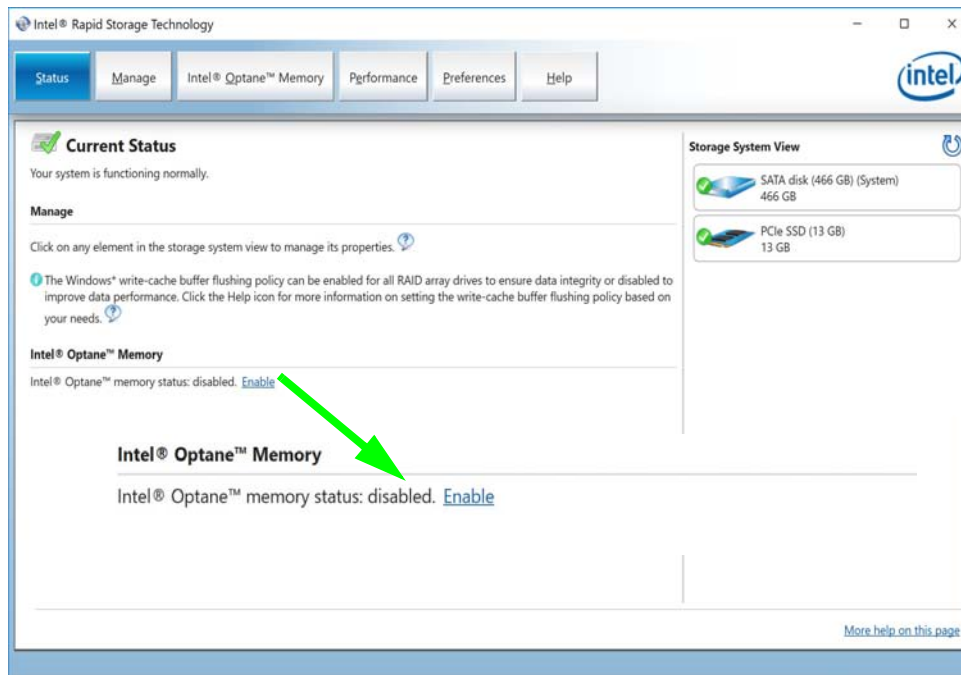 Intel® Rapid Storage Technology
Status
Manage
Intel® Optane™ Memory
Performance
Preferences
Help
intel
Current Status
Your system is functioning normally.
Manage
Click on any element in the storage system view to manage its properties.
The Windows* write-cache buffer flushing policy can be enabled for all RAID array drives to ensure data integrity or disabled to
improve data performance. Click the Help icon for more information on setting the write-cache buffer flushing policy based on
your needs.
Intel® Optane™ Memory
Intel® Optane™ memory status: disabled. Enable
Intel® Optane™ Memory
Intel® Optane™ memory status: disabled. Enable
Storage System View
SATA disk (466 GB) (System)
466 GB
PCIe SSD (13 GB)
13 GB
More help on this page